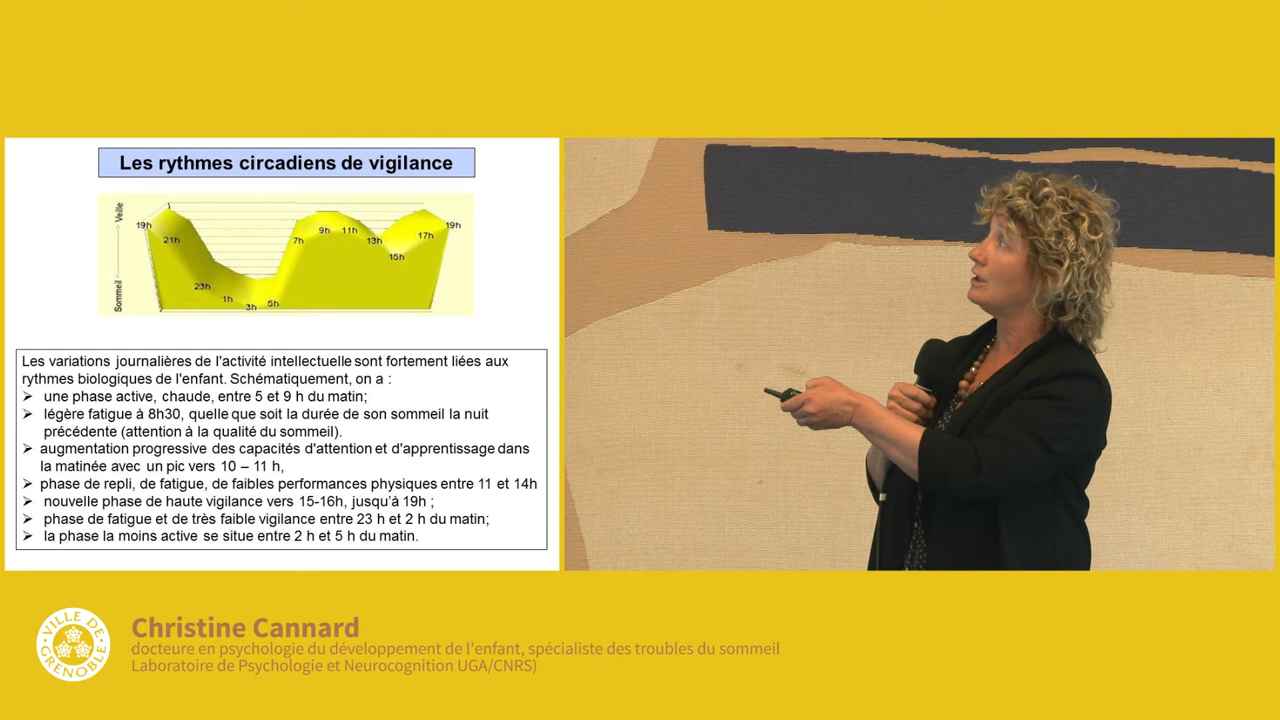 Les rythmes circadiens de vigilance
Sommeil Veille
19h 21h 23h 1h 3h 5h 7h 9h 11h 13h 15h 17h 19h
Les variations journalières de l'activité intellectuelle sont fortement liées aux
rythmes biologiques de l'enfant. Schématiquement, on a :
➢ une phase active, chaude, entre 5 et 9 h du matin;
➢ légère fatigue à 8h30, quelle que soit la durée de son sommeil la nuit
précédente (attention à la qualité du sommeil).
➢ augmentation progressive des capacités d'attention et d'apprentissage dans
la matinée avec un pic vers 10 – 11 h,
➢ phase de repli, de fatigue, de faibles performances physiques entre 11 et 14h
➢ nouvelle phase de haute vigilance vers 15-16h, jusqu'à 19h ;
➢ phase de fatigue et de très faible vigilance entre 23 h et 2 h du matin;
➢ la phase la moins active se situe entre 2 h et 5 h du matin.
VILLE DE
GRENOBLE
Christine Cannard
docteure en psychologie du développement de l'enfant, spécialiste des troubles du sommeil
Laboratoire de Psychologie et Neurocognition UGA/CNRS)